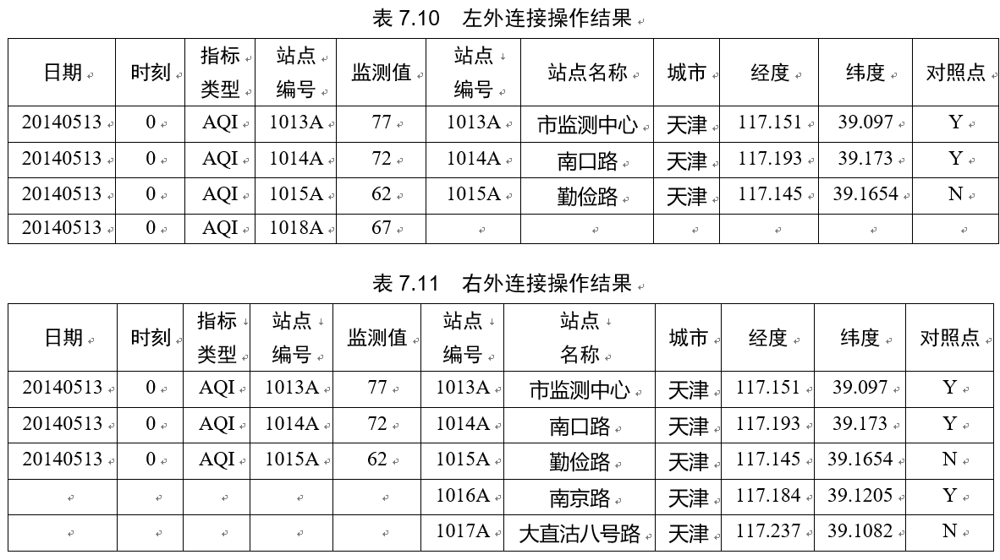 表 7.10 左外连接操作结果
日期 时刻 指标类型 站点编号 监测值 站点编号 站点名称 城市 经度 纬度 对照点
20140513 0 AQI 1013A 77 1013A 市监测中心 天津 117.151 39.097 Y
20140513 0 AQI 1014A 72 1014A 南口路 天津 117.193 39.173 Y
20140513 0 AQI 1015A 62 1015A 勤俭路 天津 117.145 39.1654 N
20140513 0 AQI 1018A 67
表 7.11 右外连接操作结果
日期 时刻 指标类型 站点编号 监测值 站点编号 站点名称 城市 经度 纬度 对照点
20140513 0 AQI 1013A 77 1013A 市监测中心 天津 117.151 39.097 Y
20140513 0 AQI 1014A 72 1014A 南口路 天津 117.193 39.173 Y
20140513 0 AQI 1015A 62 1015A 勤俭路 天津 117.145 39.1654 N
1016A 南京路 天津 117.184 39.1205 Y
1017A 大直沽八号路 天津 117.237 39.1082 N